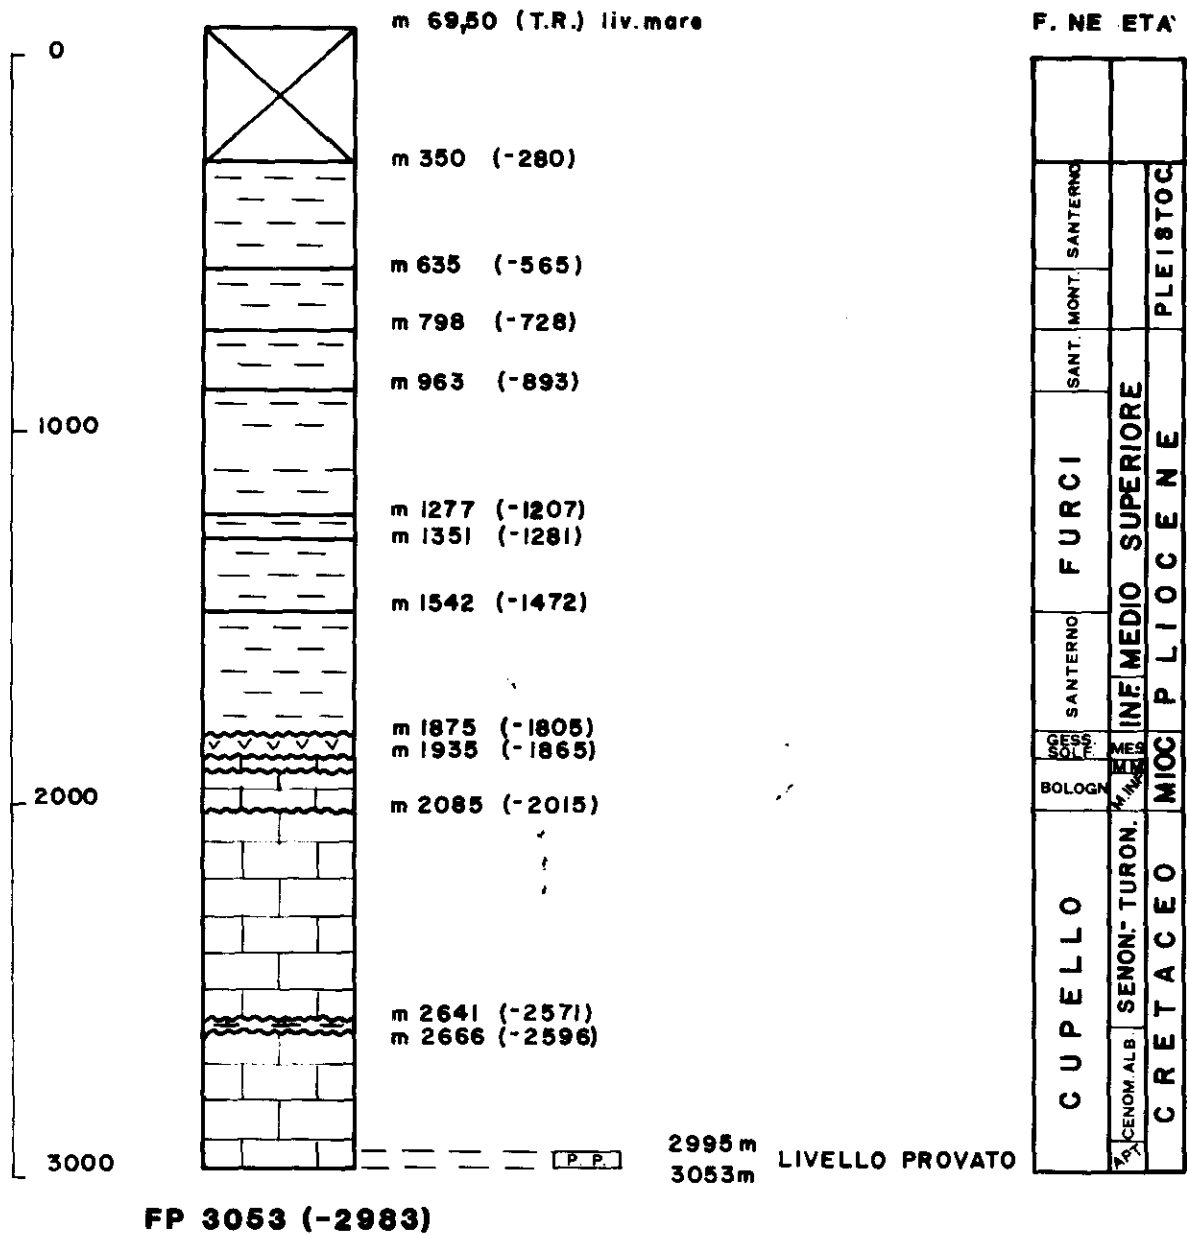 m 69,50 (T.R.) liv. mare
F. NE ETA'
0
m 350 (-280)
m 635 (-565)
m 798 (-728)
m 963 (-893)
1000
m 1277 (-1207)
m 1351 (-1281)
m 1542 (-1472)
m 1875 (-1805)
m 1935 (-1865)
2000
m 2085 (-2015)
m 2641 (-2571)
m 2666 (-2596)
3000
P. P.
2995 m
3053m
LIVELLO PROVATO
FP 3053 (-2983)
SANTERNO
MONT.
SANT.
FURCI
SANTERNO
GESS.
SOLF.
BOLOGN
CUPELLO
SUPERIORE
MEDIO
INF.
MES
M M
M. INF.
SENON.- TURON.
CENOM. ALB.
APT.
PLEISTOC.
PLIOCENE
MIOC
CRETACEO